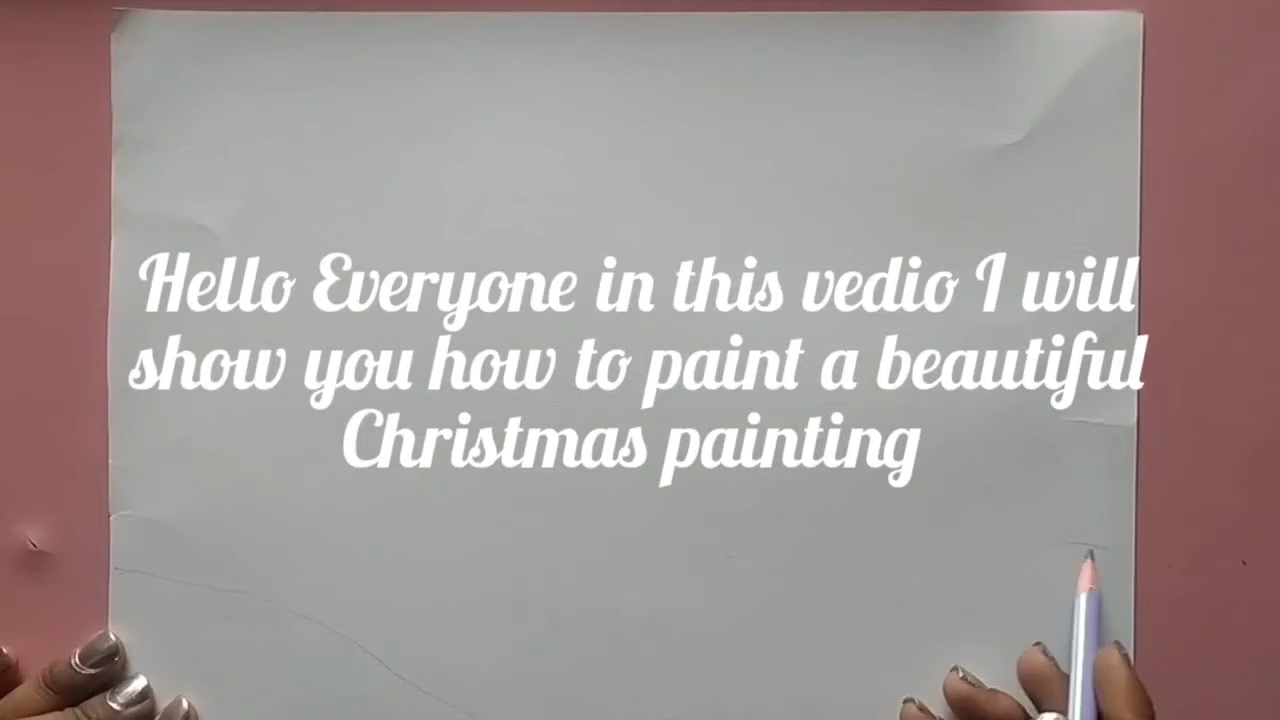 Hello Everyone in this vedio I will
show you how to paint a beautiful
Christmas painting